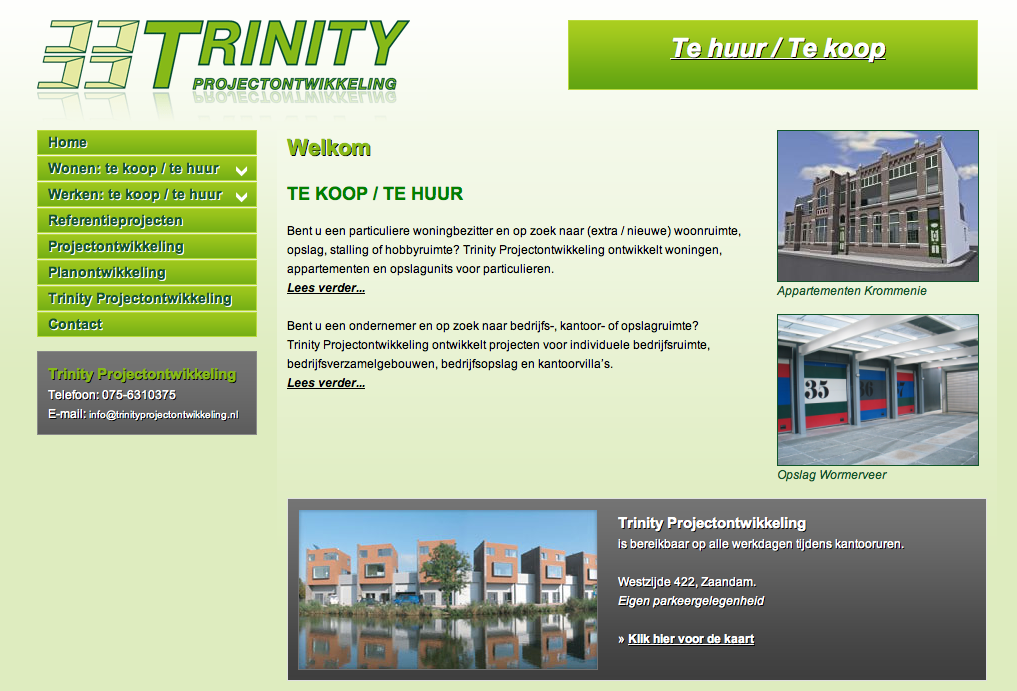 TRINITY
PROJECTONTWIKKELING
Te huur / Te koop
Home
Wonen: te koop / te huur
Werken: te koop / te huur
Referentieprojecten
Projectontwikkeling
Planontwikkeling
Trinity Projectontwikkeling
Contact
Trinity Projectontwikkeling
Telefoon: 075-6310375
E-mail: info@trinityprojectontwikkeling.nl
Welkom
TE KOOP / TE HUUR
Bent u een particuliere woningbezitter en op zoek naar (extra / nieuwe) woonruimte,
opslag, stalling of hobbyruimte? Trinity Projectontwikkeling ontwikkelt woningen,
appartementen en opslagunits voor particulieren.
Lees verder...
Bent u een ondernemer en op zoek naar bedrijfs-, kantoor- of opslagruimte?
Trinity Projectontwikkeling ontwikkelt projecten voor individuele bedrijfsruimte,
bedrijfsverzamelgebouwen, bedrijfsopslag en kantoorvilla's.
Lees verder...
Appartementen Krommenie
35
36
Opslag Wormerveer
Trinity Projectontwikkeling
is bereikbaar op alle werkdagen tijdens kantooruren.
Westzijde 422, Zaandam.
Eigen parkeergelegenheid
» Klik hier voor de kaart